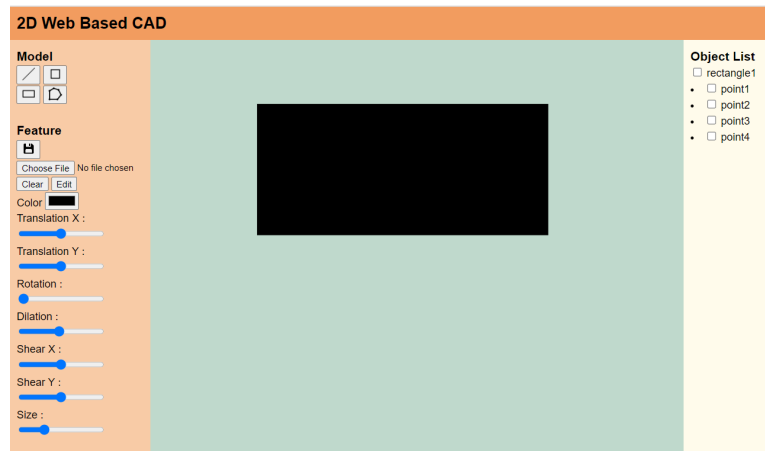 2D Web Based CAD
Model
Feature
Choose File No file chosen
Clear Edit
Color
Translation X :
Translation Y :
Rotation :
Dilation :
Shear X :
Shear Y :
Size :
Object List
rectangle1
• point1
• point2
• point3
• point4